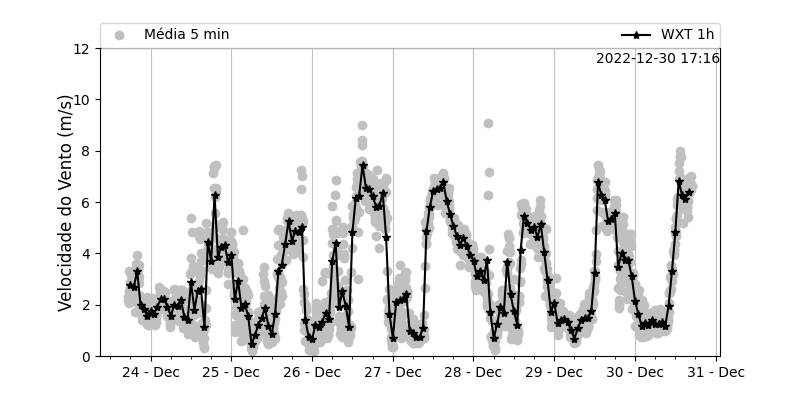 Média 5 min
WXT 1h
2022-12-30 17:16
Velocidade do Vento (m/s)
12
10
8
6
4
2
0
24 - Dec
25 - Dec
26 - Dec
27 - Dec
28 - Dec
29 - Dec
30 - Dec
31 - Dec